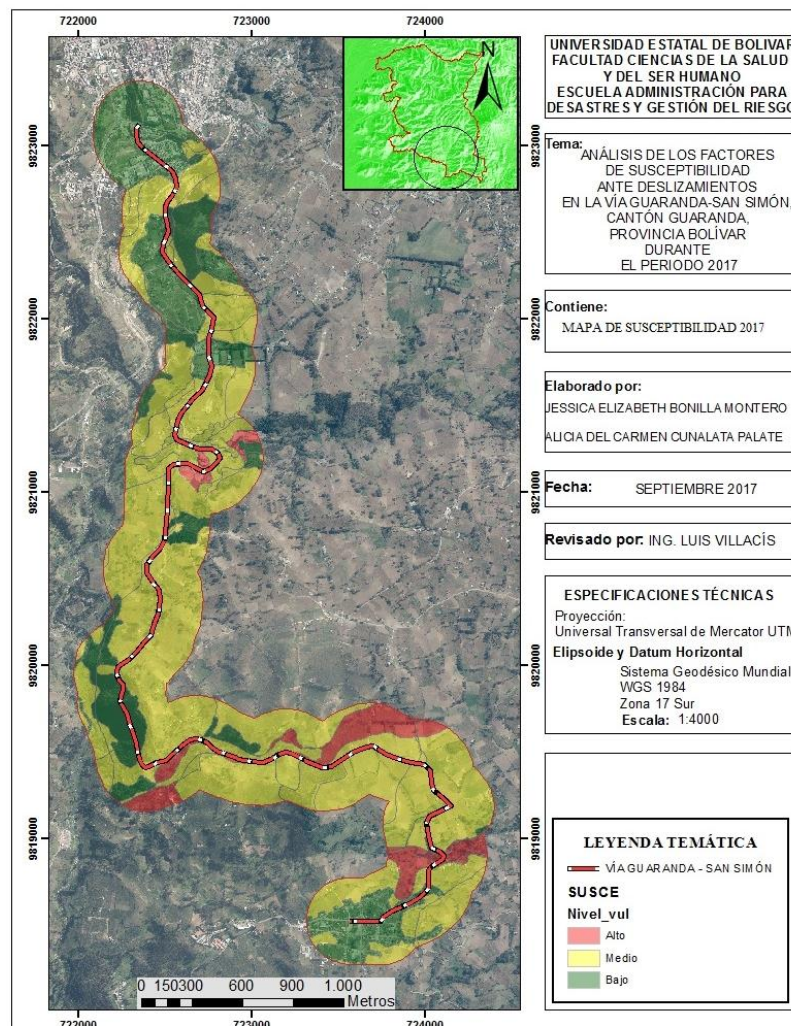 722000 723000 724000
N
9823000 9823000
9822000 9822000
9821000 9821000
9820000 9820000
9819000 9819000
0 150300 600 900 1.000
Metros
722000 723000 724000
UNIVERSIDAD ESTATAL DE BOLIVAR
FACULTAD CIENCIAS DE LA SALUD
Y DEL SER HUMANO
ESCUELA ADMINISTRACIÓN PARA
DESASTRES Y GESTIÓN DEL RIESGO
Tema:
ANÁLISIS DE LOS FACTORES
DE SUSCEPTIBILIDAD
ANTE DESLIZAMIENTOS
EN LA VÍA GUARANDA-SAN SIMÓN,
CANTÓN GUARANDA,
PROVINCIA BOLÍVAR
DURANTE
EL PERIODO 2017
Contiene:
MAPA DE SUSCEPTIBILIDAD 2017
Elaborado por:
JESSICA ELIZABETH BONILLA MONTERO
ALICIA DEL CARMEN CUNALATA PALATE
Fecha: SEPTIEMBRE 2017
Revisado por: ING. LUIS VILLACÍS
ESPECIFICACIONES TÉCNICAS
Proyección:
Universal Transversal de Mercator UTM
Elipsoide y Datum Horizontal
Sistema Geodésico Mundial
WGS 1984
Zona 17 Sur
Escala: 1:4000
LEYENDA TEMÁTICA
VÍA GUARANDA - SAN SIMÓN
SUSCE
Nivel_vul
Alto
Medio
Bajo